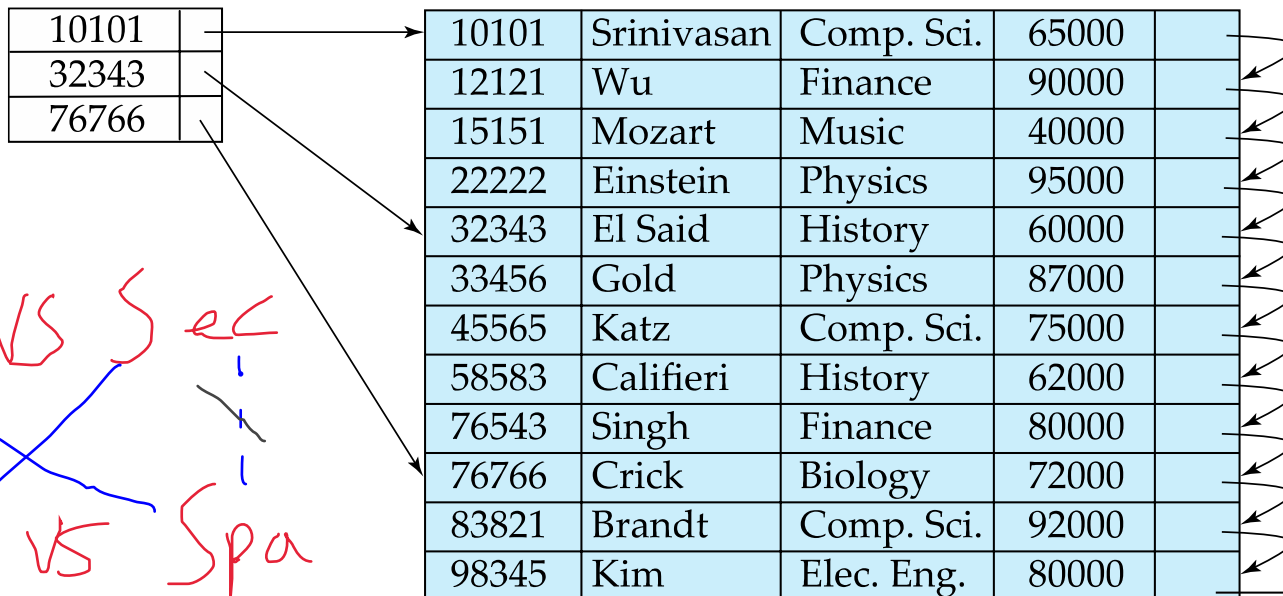 10101
32343
76766
10101 Srinivasan Comp. Sci. 65000
12121 Wu Finance 90000
15151 Mozart Music 40000
22222 Einstein Physics 95000
32343 El Said History 60000
33456 Gold Physics 87000
45565 Katz Comp. Sci. 75000
58583 Califieri History 62000
76543 Singh Finance 80000
76766 Crick Biology 72000
83821 Brandt Comp. Sci. 92000
98345 Kim Elec. Eng. 80000
VS Sec
VS Spa